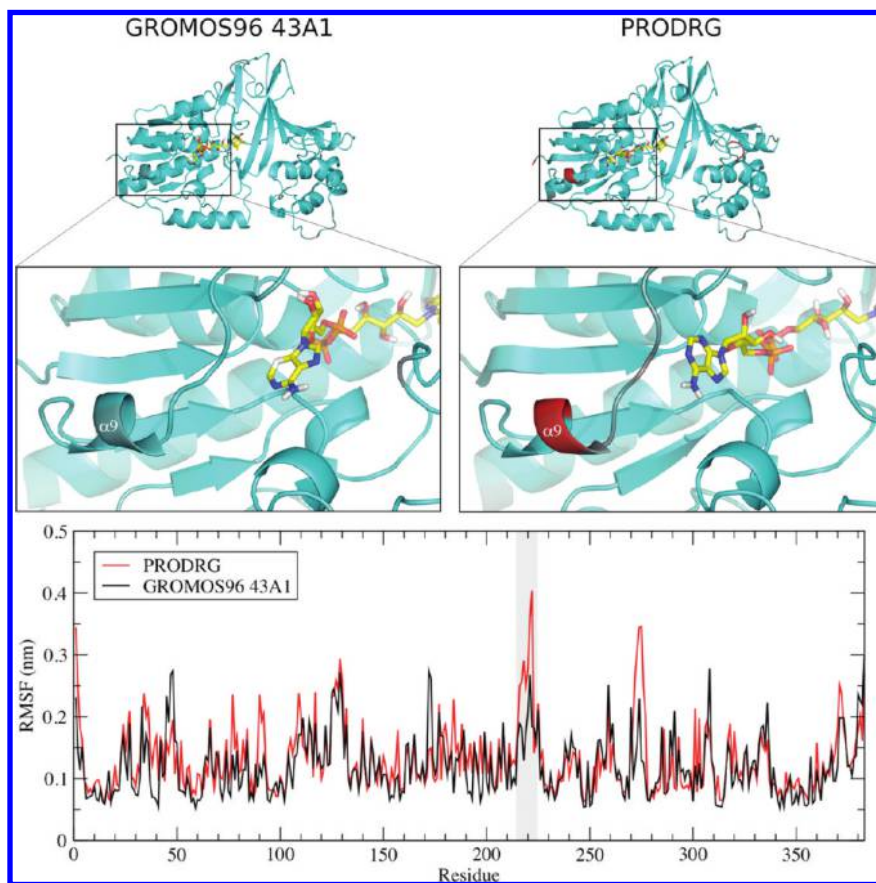 GROMOS96 43A1 PRODRG
α9 α9
0.5
0.4
0.3
0.2
0.1
0
RMSF (nm)
PRODRG
GROMOS96 43A1
0 50 100 150 200 250 300 350
Residue